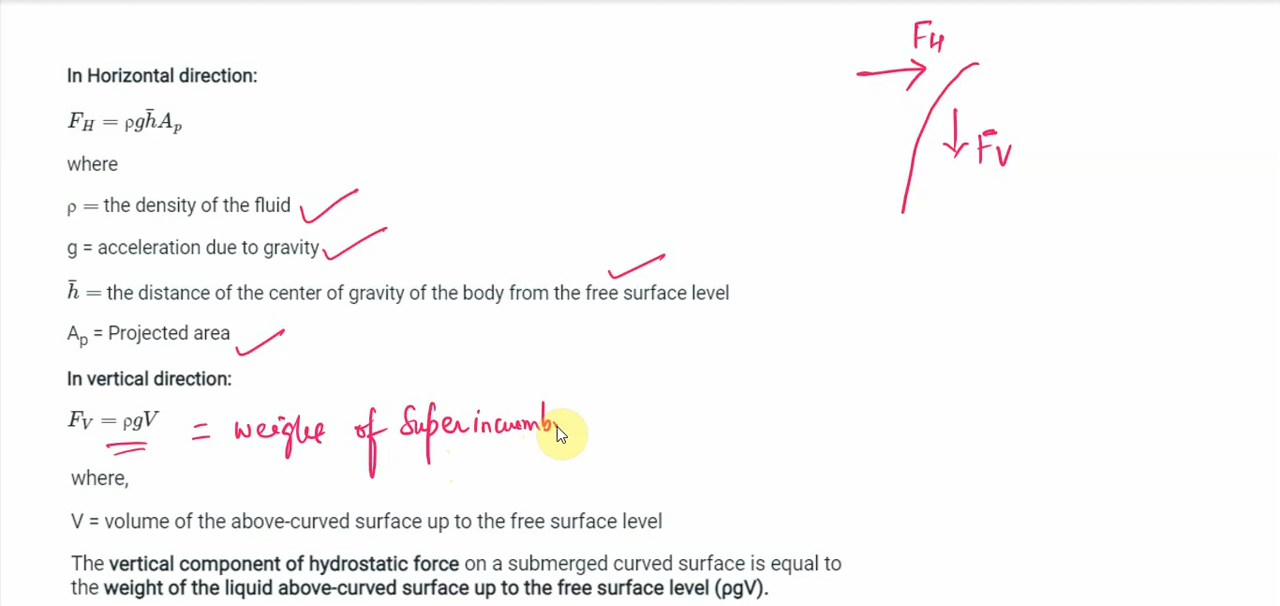 F_H
In Horizontal direction:
F_H = ρgh̄A_p
F_V
where
ρ = the density of the fluid
g = acceleration due to gravity
h̄ = the distance of the center of gravity of the body from the free surface level
A_p = Projected area
In vertical direction:
F_V = ρgV = weight of Superincumb
where,
V = volume of the above-curved surface up to the free surface level
The vertical component of hydrostatic force on a submerged curved surface is equal to
the weight of the liquid above-curved surface up to the free surface level (ρgV).